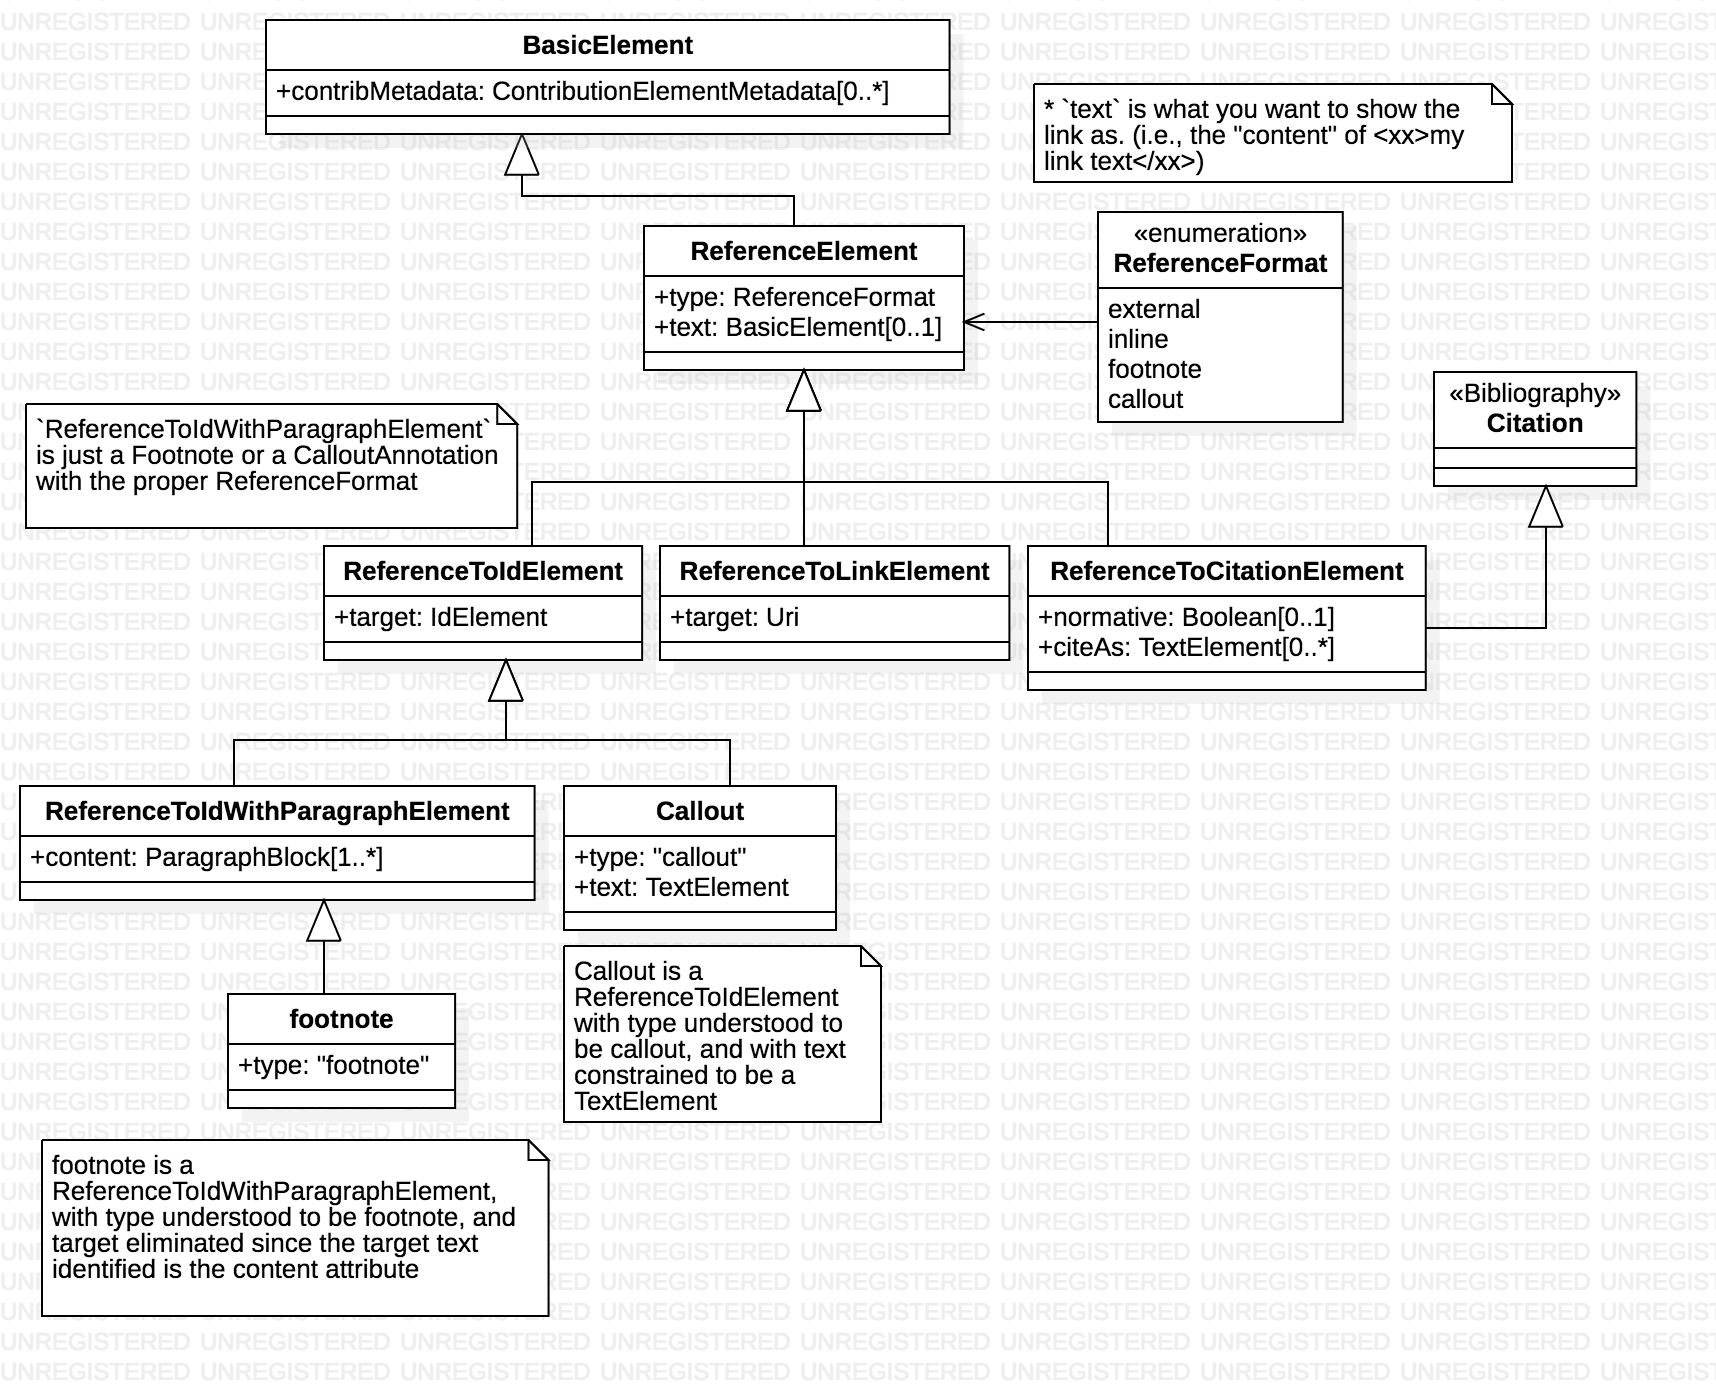 BasicElement
+contribMetadata: ContributionElementMetadata[0..*]
* `text` is what you want to show the
link as. (i.e., the "content" of <xx>my
link text</xx>)
ReferenceElement
+type: ReferenceFormat
+text: BasicElement[0..1]
«enumeration»
ReferenceFormat
external
inline
footnote
callout
«Bibliography»
Citation
`ReferenceToIdWithParagraphElement`
is just a Footnote or a CalloutAnnotation
with the proper ReferenceFormat
ReferenceToIdElement
+target: IdElement
ReferenceToLinkElement
+target: Uri
ReferenceToCitationElement
+normative: Boolean[0..1]
+citeAs: TextElement[0..*]
ReferenceToIdWithParagraphElement
+content: ParagraphBlock[1..*]
Callout
+type: "callout"
+text: TextElement
Callout is a
ReferenceToIdElement
with type understood to
be callout, and with text
constrained to be a
TextElement
footnote
+type: "footnote"
footnote is a
ReferenceToIdWithParagraphElement,
with type understood to be footnote, and
target eliminated since the target text
identified is the content attribute
UNREGISTERED